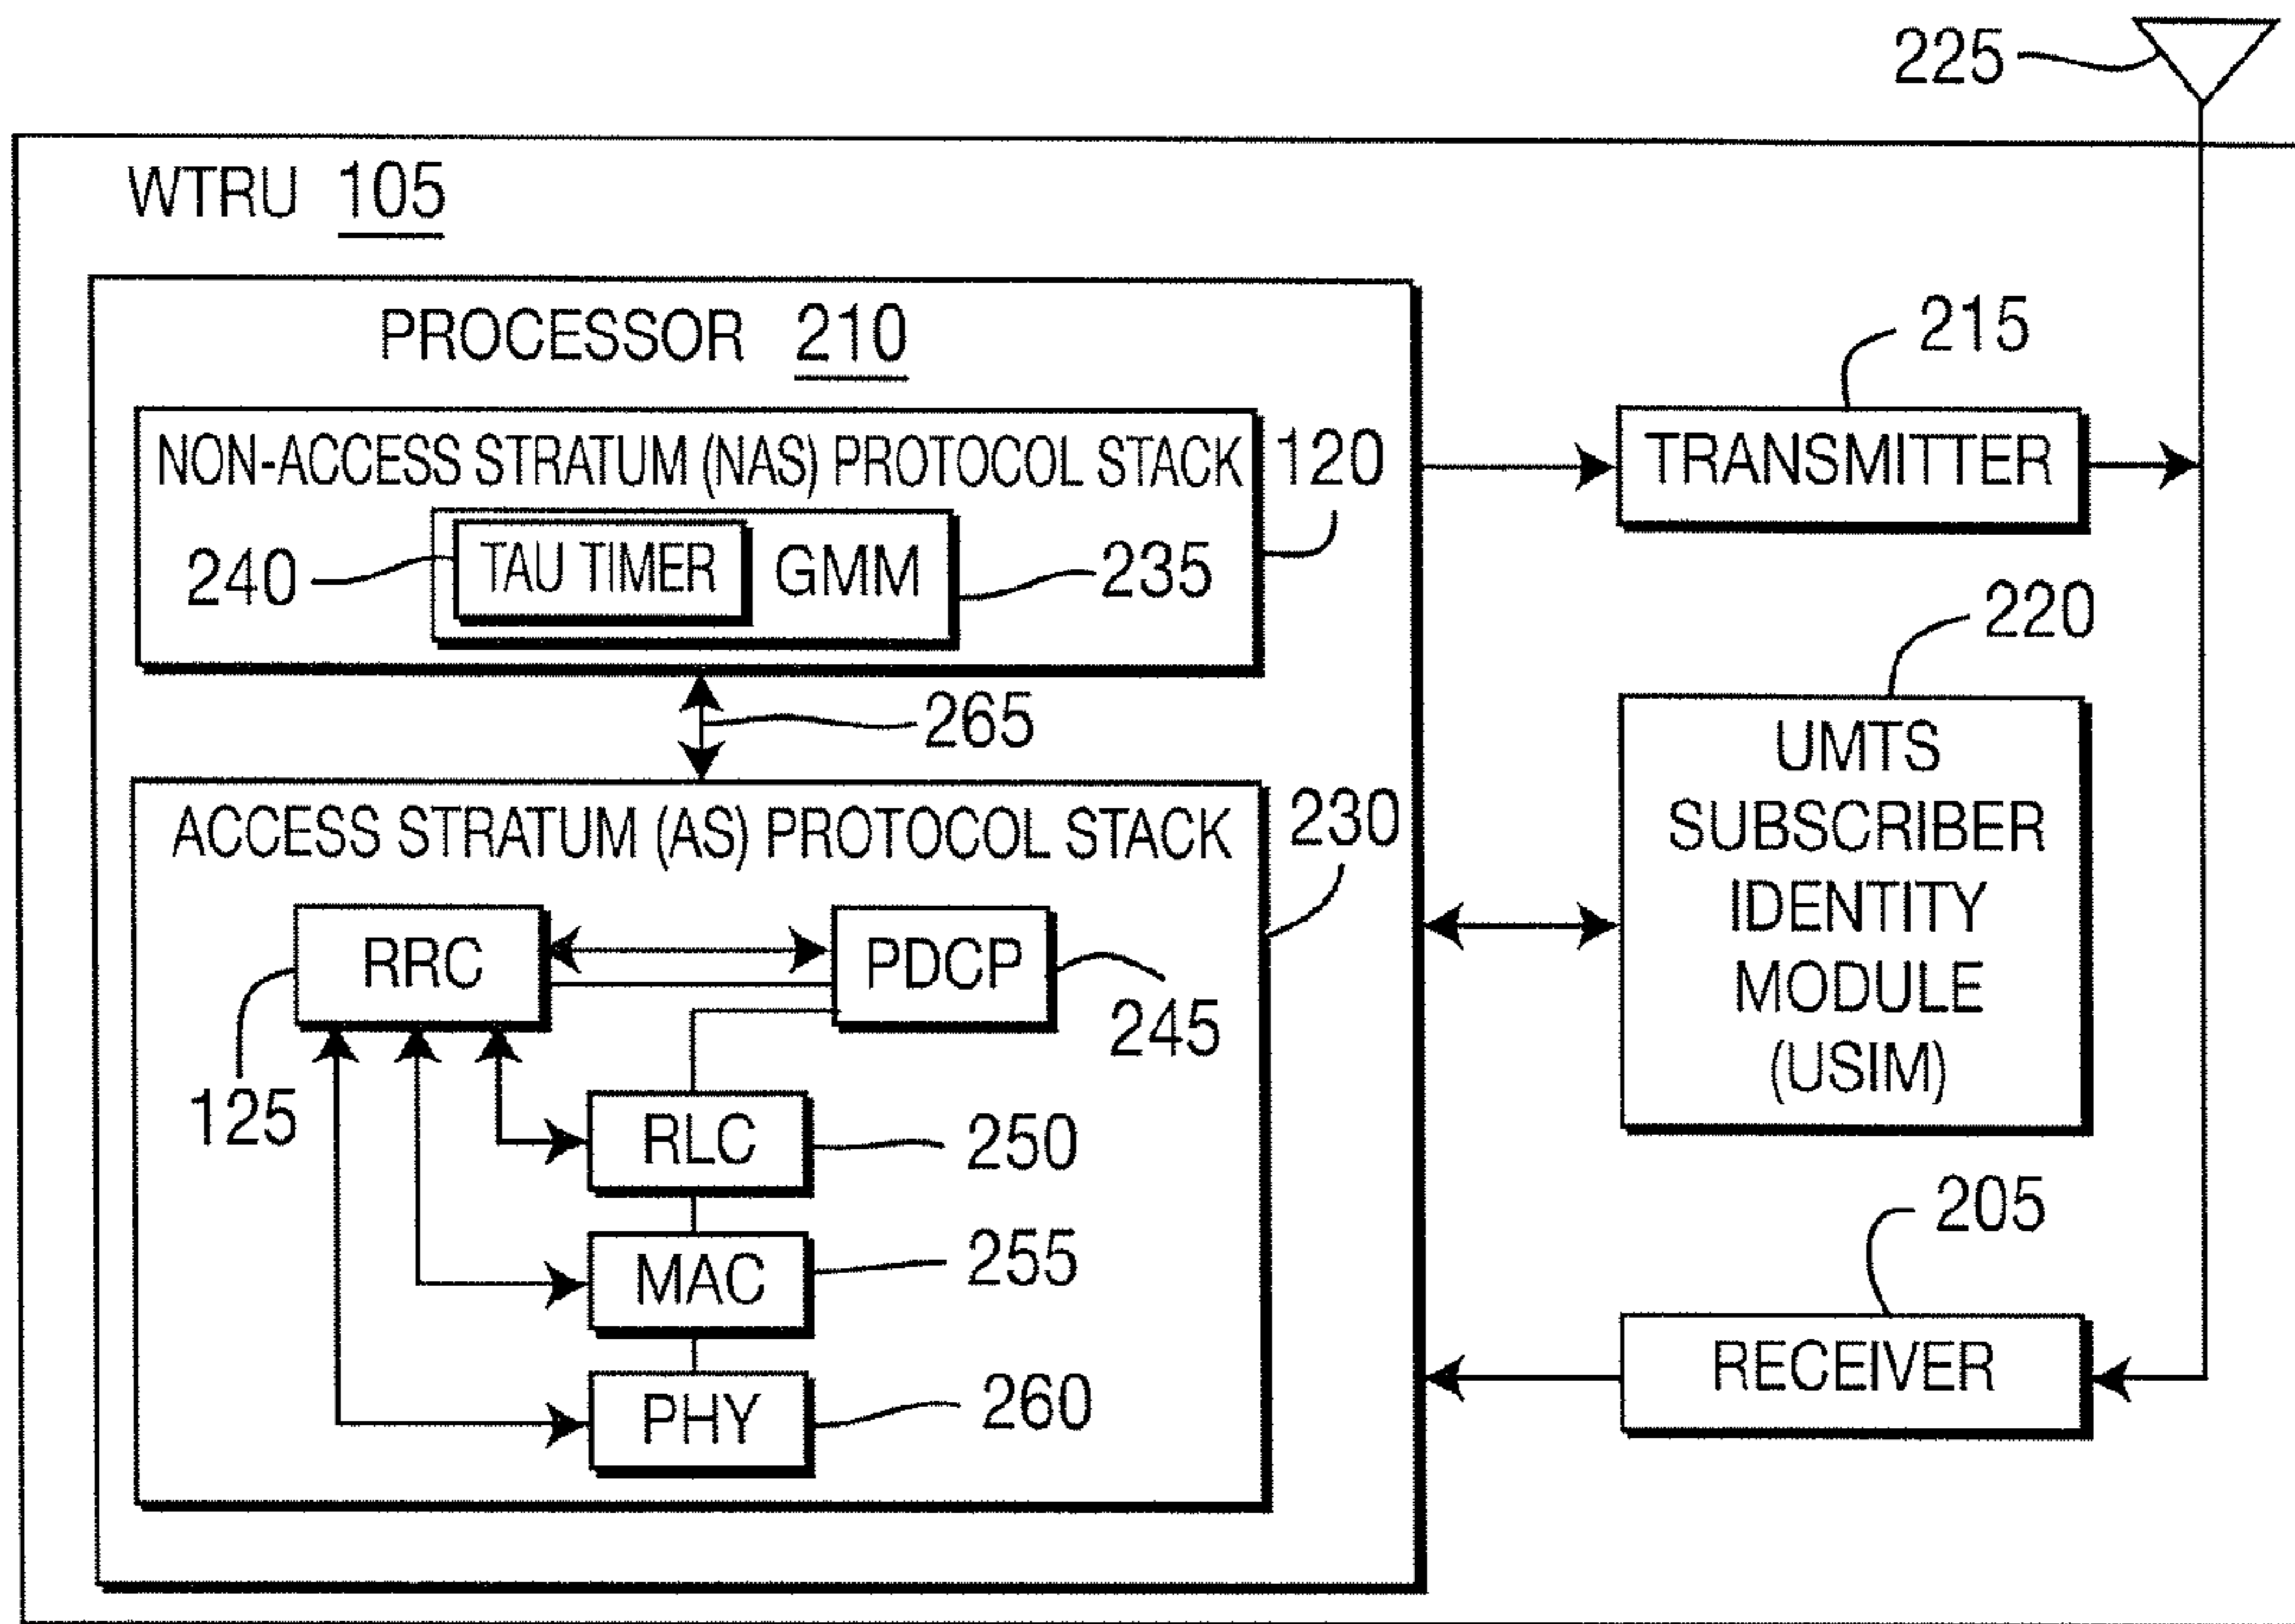 225
WTRU 105
PROCESSOR 210
215
NON-ACCESS STRATUM (NAS) PROTOCOL STACK
120
TRANSMITTER
240
TAU TIMER
GMM
235
220
265
UMTS
SUBSCRIBER
IDENTITY
MODULE
(USIM)
ACCESS STRATUM (AS) PROTOCOL STACK
230
RRC
PDCP
245
125
RLC
250
205
MAC
255
RECEIVER
PHY
260